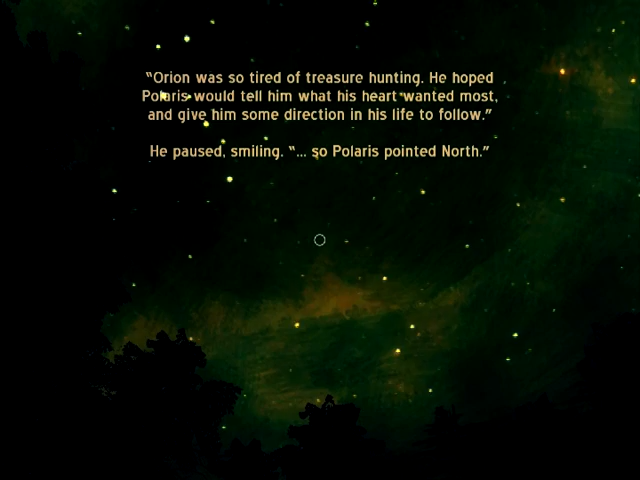 “Orion was so tired of treasure hunting. He hoped
Polaris would tell him what his heart wanted most,
and give him some direction in his life to follow.”
He paused, smiling. “... so Polaris pointed North.”